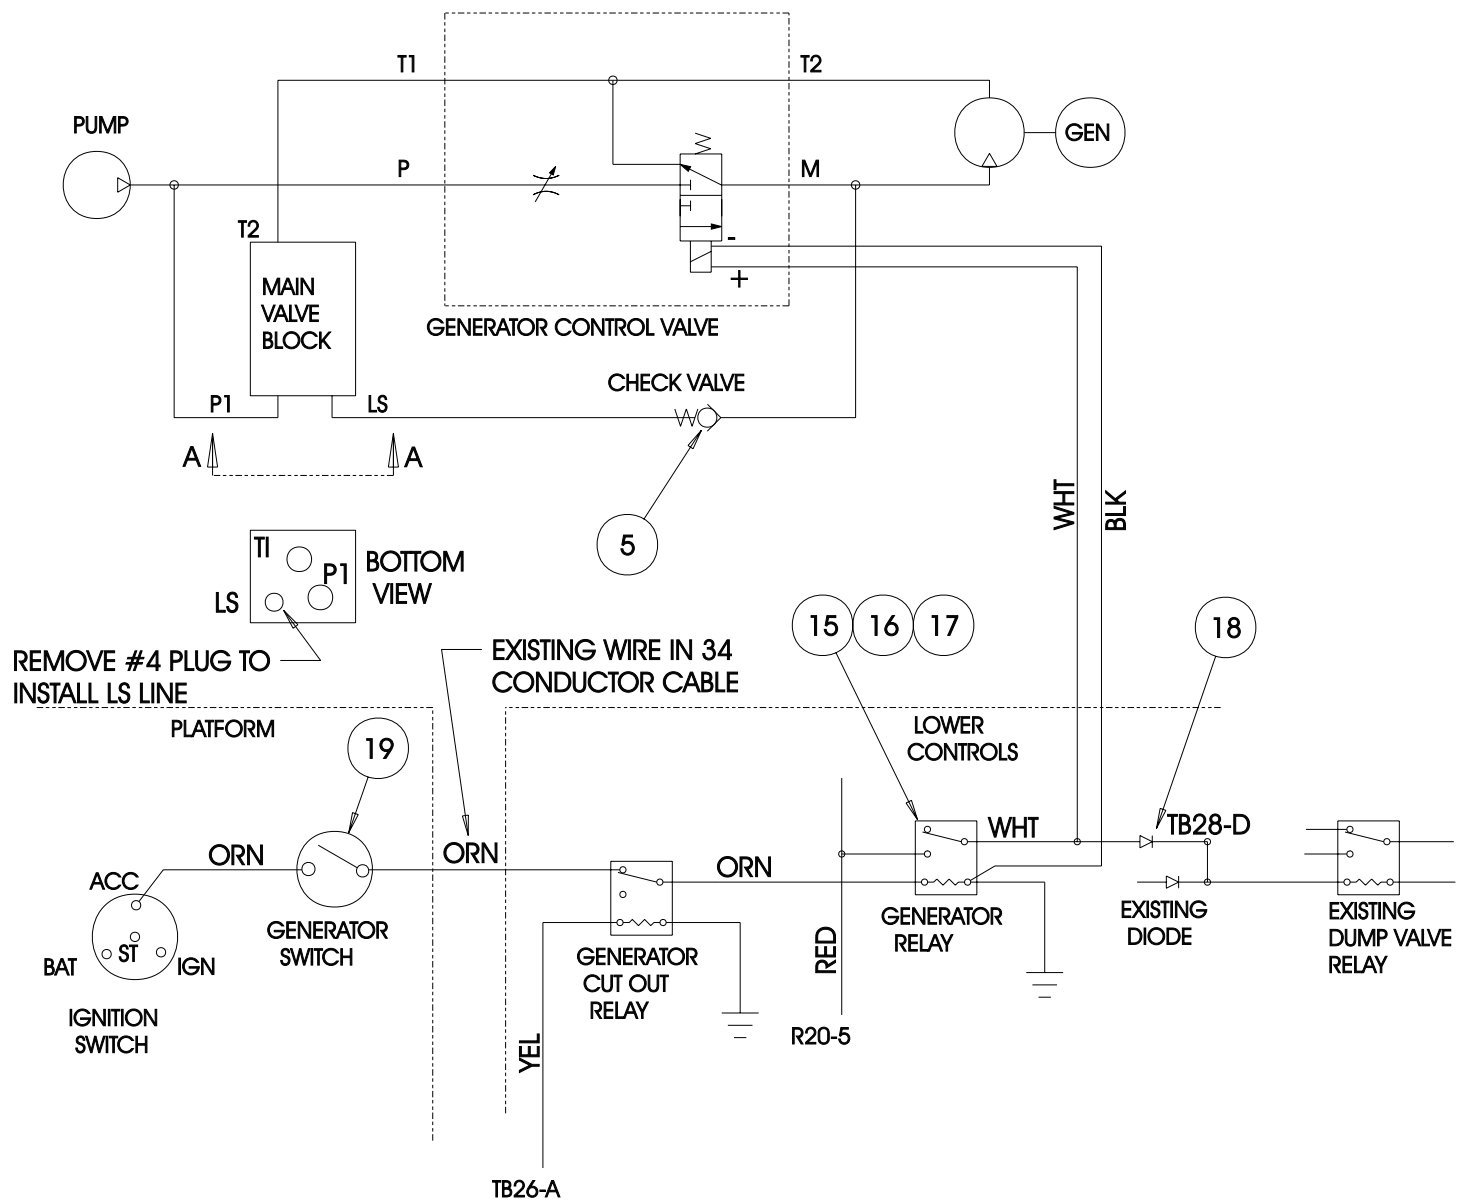 T1
T2
PUMP
GEN
P
M
T2
-
+
MAIN
VALVE
BLOCK
GENERATOR CONTROL VALVE
CHECK VALVE
P1
LS
A
A
5
WHT
BLK
TI
P1
LS
BOTTOM
VIEW
REMOVE #4 PLUG TO
INSTALL LS LINE
EXISTING WIRE IN 34
CONDUCTOR CABLE
15
16
17
18
PLATFORM
19
LOWER
CONTROLS
ORN
ORN
ORN
WHT
TB28-D
ACC
ST
BAT
IGN
IGNITION
SWITCH
GENERATOR
SWITCH
GENERATOR
CUT OUT
RELAY
YEL
TB26-A
RED
R20-5
GENERATOR
RELAY
EXISTING
DIODE
EXISTING
DUMP VALVE
RELAY